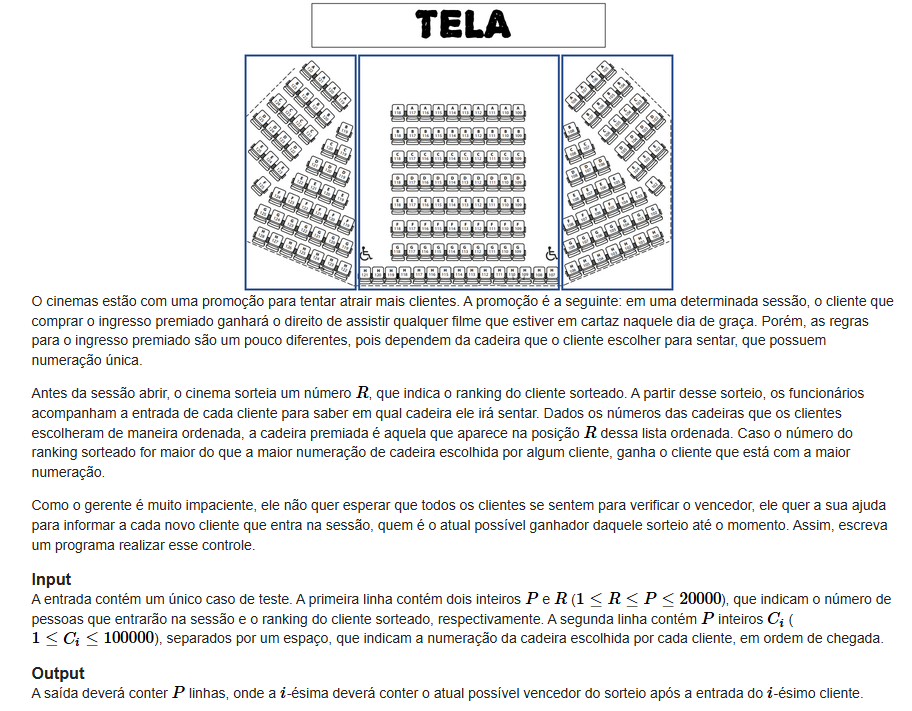 TELA
O cinemas estão com uma promoção para tentar atrair mais clientes. A promoção é a seguinte: em uma determinada sessão, o cliente que
comprar o ingresso premiado ganhará o direito de assistir qualquer filme que estiver em cartaz naquele dia de graça. Porém, as regras
para o ingresso premiado são um pouco diferentes, pois dependem da cadeira que o cliente escolher para sentar, que possuem
numeração única.
Antes da sessão abrir, o cinema sorteia um número R, que indica o ranking do cliente sorteado. A partir desse sorteio, os funcionários
acompanham a entrada de cada cliente para saber em qual cadeira ele irá sentar. Dados os números das cadeiras que os clientes
escolheram de maneira ordenada, a cadeira premiada é aquela que aparece na posição R dessa lista ordenada. Caso o número do
ranking sorteado for maior do que a maior numeração de cadeira escolhida por algum cliente, ganha o cliente que está com a maior
numeração.
Como o gerente é muito impaciente, ele não quer esperar que todos os clientes se sentem para verificar o vencedor, ele quer a sua ajuda
para informar a cada novo cliente que entra na sessão, quem é o atual possível ganhador daquele sorteio até o momento. Assim, escreva
um programa realizar esse controle.
Input
A entrada contém um único caso de teste. A primeira linha contém dois inteiros P e R (1 ≤ R ≤ P ≤ 20000), que indicam o número de
pessoas que entrarão na sessão e o ranking do cliente sorteado, respectivamente. A segunda linha contém P inteiros Cᵢ (
1 ≤ Cᵢ ≤ 100000), separados por um espaço, que indicam a numeração da cadeira escolhida por cada cliente, em ordem de chegada.
Output
A saída deverá conter P linhas, onde a i-ésima deverá conter o atual possível vencedor do sorteio após a entrada do i-ésimo cliente.